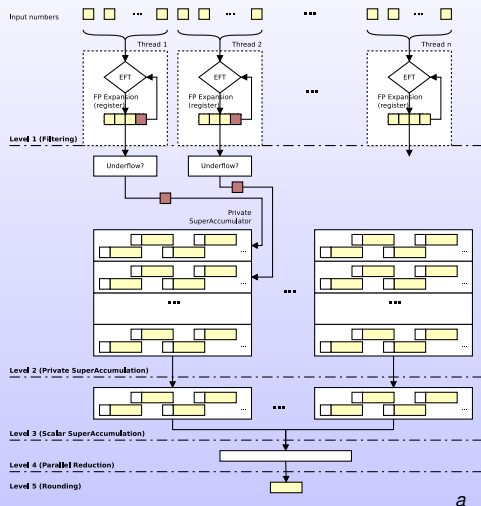 Input numbers
Thread 1
Thread 2
Thread n
EFT
EFT
EFT
FP Expansion
(register)
FP Expansion
(register)
FP Expansion
(register)
Level 1 (Filtering)
Underflow?
Underflow?
Private
SuperAccumulator
Level 2 (Private SuperAccumulation)
Level 3 (Scalar SuperAccumulation)
Level 4 (Parallel Reduction)
Level 5 (Rounding)
a